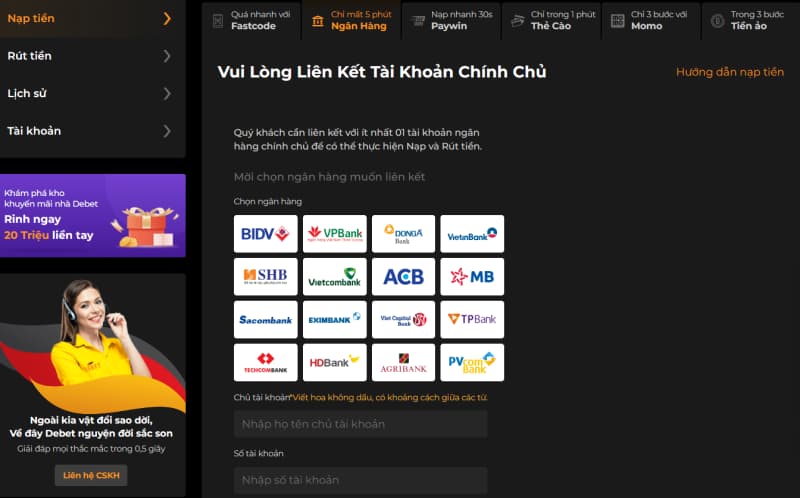 Nạp tiền
Rút tiền
Lịch sử
Tài khoản
Khám phá kho
khuyến mãi nhà Debet
Rinh ngay
20 Triệu liền tay
Ngoài kia vật đổi sao dời,
Về đây Debet nguyện đời sắc son
Giải đáp mọi thắc mắc trong 0,5 giây
Liên hệ CSKH
Quá nhanh với
Fastcode
Chỉ mất 5 phút
Ngân Hàng
Nạp nhanh 30s
Paywin
Chỉ trong 1 phút
Thẻ Cào
Chỉ 3 bước với
Momo
Trong 3 bước
Tiền ảo
Vui Lòng Liên Kết Tài Khoản Chính Chủ
Hướng dẫn nạp tiền
Quý khách cần liên kết với ít nhất 01 tài khoản ngân
hàng chính chủ để có thể thực hiện Nạp và Rút tiền.
Mời chọn ngân hàng muốn liên kết
Chọn ngân hàng
BIDV
VPBank
DONGA
Bank
VietinBank
SHB
Vietcombank
ACB
MB
Sacombank
EXIMBANK
Viet Capital
Bank
TPBank
TECHCOMBANK
HDBank
AGRIBANK
PVcom
Bank
Chủ tài khoản*Viết hoa không dấu, có khoảng cách giữa các từ.
Nhập họ tên chủ tài khoản
Số tài khoản
Nhập số tài khoản